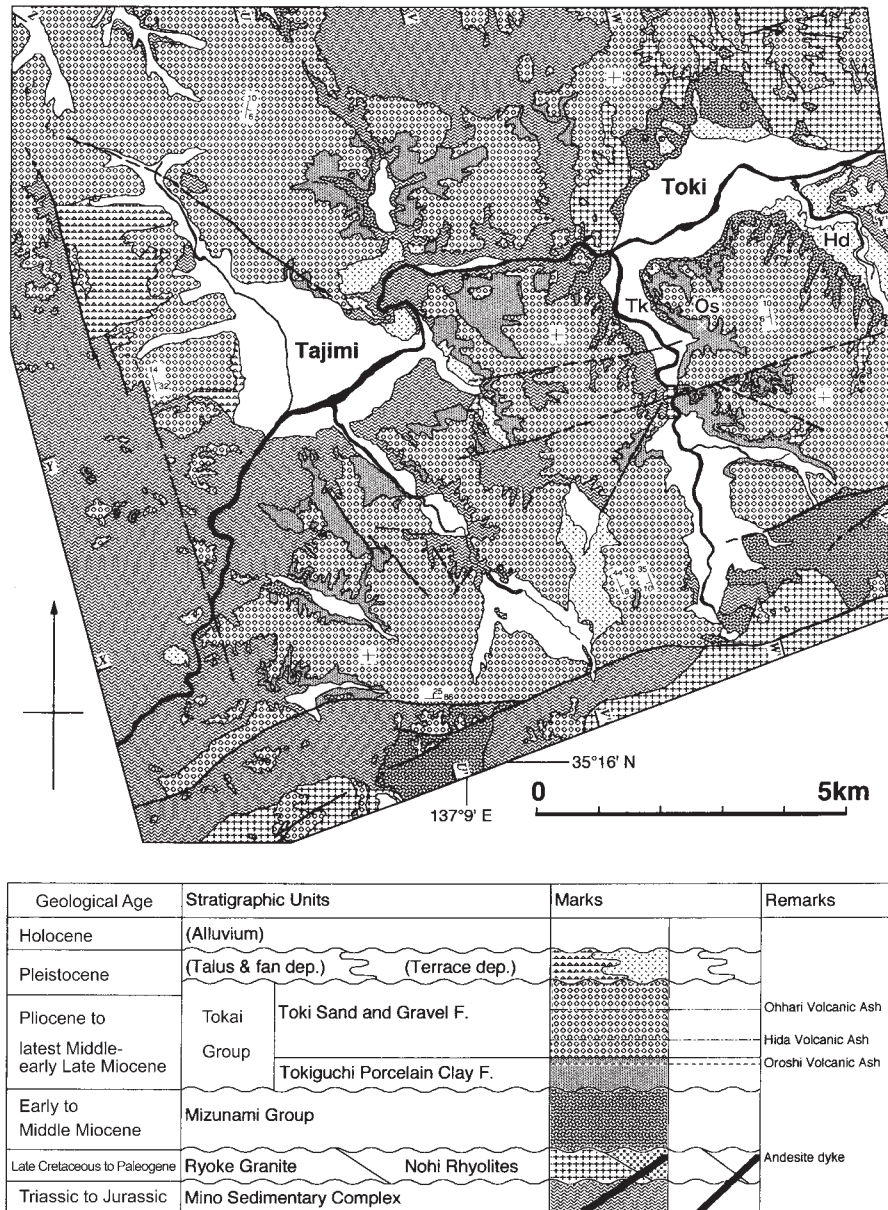 U
V
W
Toki
Hd
Tk
Os
Tajimi
Y
X
W
V
U'
35°16' N
137°9' E
0
5km
Geological Age
Stratigraphic Units
Marks
Remarks
Holocene
(Alluvium)
Pleistocene
(Talus & fan dep.)
(Terrace dep.)
Pliocene to
latest Middle-
early Late Miocene
Tokai
Group
Toki Sand and Gravel F.
Tokiguchi Porcelain Clay F.
Ohhari Volcanic Ash
Hida Volcanic Ash
Oroshi Volcanic Ash
Early to
Middle Miocene
Mizunami Group
Late Cretaceous to Paleogene
Ryoke Granite
Nohi Rhyolites
Andesite dyke
Triassic to Jurassic
Mino Sedimentary Complex